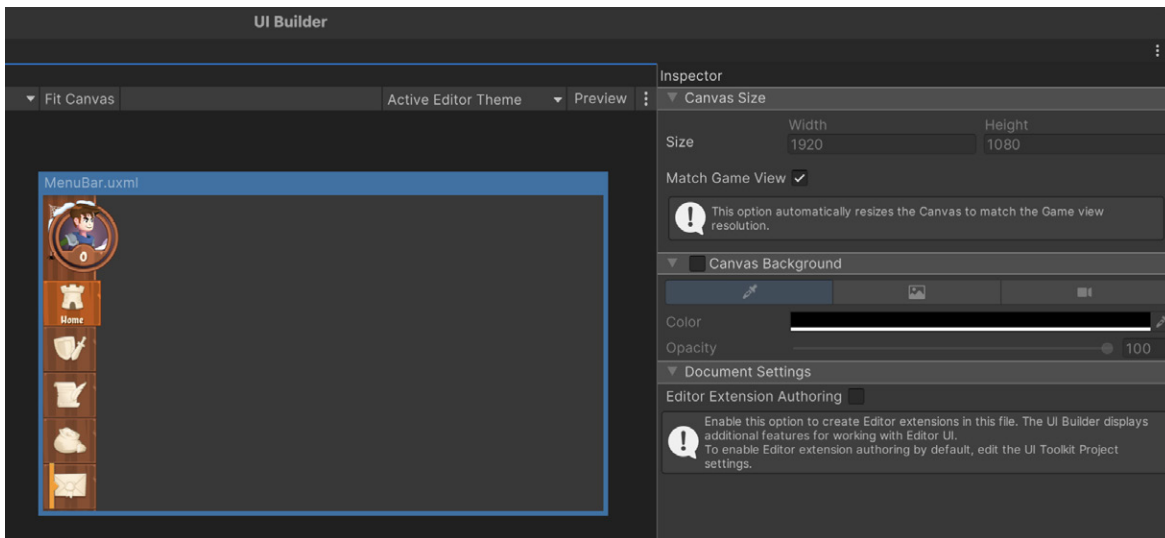 UI Builder
Fit Canvas
Active Editor Theme
Preview
MenuBar.uxml
0
Home
Inspector
Canvas Size
Width
Height
Size
1920
1080
Match Game View
This option automatically resizes the Canvas to match the Game view
resolution.
Canvas Background
Color
Opacity
100
Document Settings
Editor Extension Authoring
Enable this option to create Editor extensions in this file. The UI Builder displays
additional features for working with Editor UI.
To enable Editor extension authoring by default, edit the UI Toolkit Project
settings.